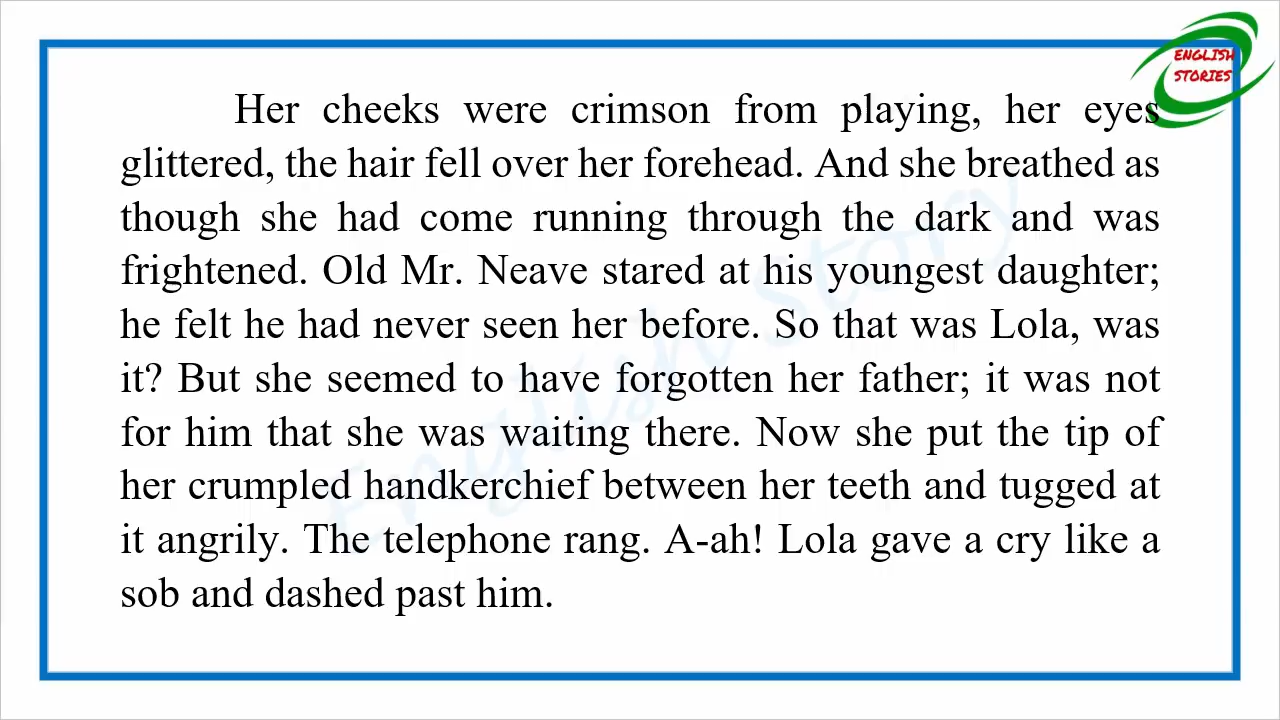 ENGLISH
STORIES
Her cheeks were crimson from playing, her eyes
glittered, the hair fell over her forehead. And she breathed as
though she had come running through the dark and was
frightened. Old Mr. Neave stared at his youngest daughter;
he felt he had never seen her before. So that was Lola, was
it? But she seemed to have forgotten her father; it was not
for him that she was waiting there. Now she put the tip of
her crumpled handkerchief between her teeth and tugged at
it angrily. The telephone rang. A-ah! Lola gave a cry like a
sob and dashed past him.
English Story